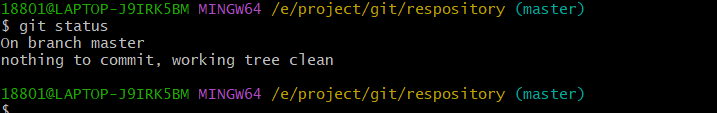 18801@LAPTOP-J9IRK5BM MINGW64 /e/project/git/respository (master)
$ git status
On branch master
nothing to commit, working tree clean
18801@LAPTOP-J9IRK5BM MINGW64 /e/project/git/respository (master)
$